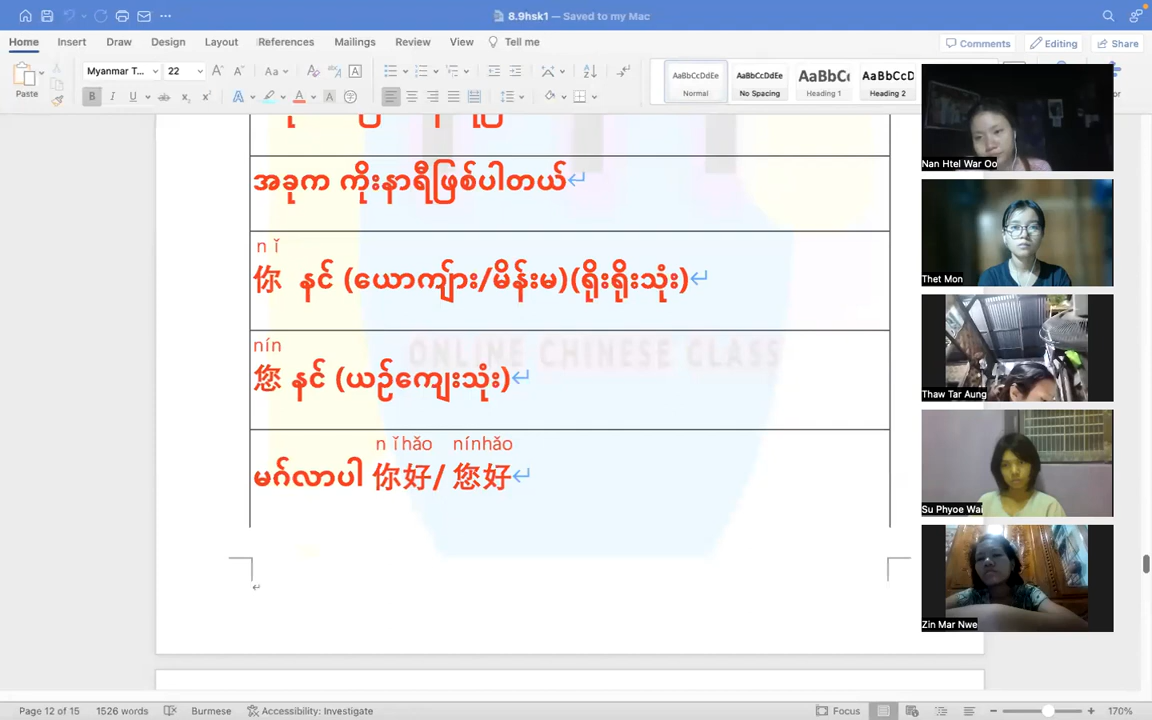 8.9hsk1 — Saved to my Mac
Home Insert Draw Design Layout References Mailings Review View Tell me
Comments Editing Share
Paste
Myanmar T... 22
AaBbCcDdEe AaBbCcDdEe AaBbCc AaBbCcD
Normal No Spacing Heading 1 Heading 2
အခုက ကိုးနာရီဖြစ်ပါတယ်
nǐ
你 နင် (ယောကျ်ား/မိန်းမ)(ရိုးရိုးသုံး)
ONLINE CHINESE CLASS
nín
您 နင် (ယဉ်ကျေးသုံး)
nǐhǎo nínhǎo
မင်္ဂလာပါ 你好/ 您好
Nan Htel War Oo
Thet Mon
Thaw Tar Aung
Su Phyoe Wai
Zin Mar Nwe
Page 12 of 15 1526 words Burmese Accessibility: Investigate Focus 170%